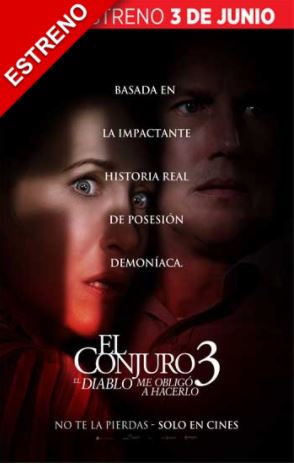 ESTRENO
TRENO 3 DE JUNIO
BASADA EN
LA IMPACTANTE
HISTORIA REAL
DE POSESIÓN
DEMONÍACA.
EL
CONJURO 3
EL DIABLO ME OBLIGÓ
A HACERLO
NO TE LA PIERDAS - SOLO EN CINES